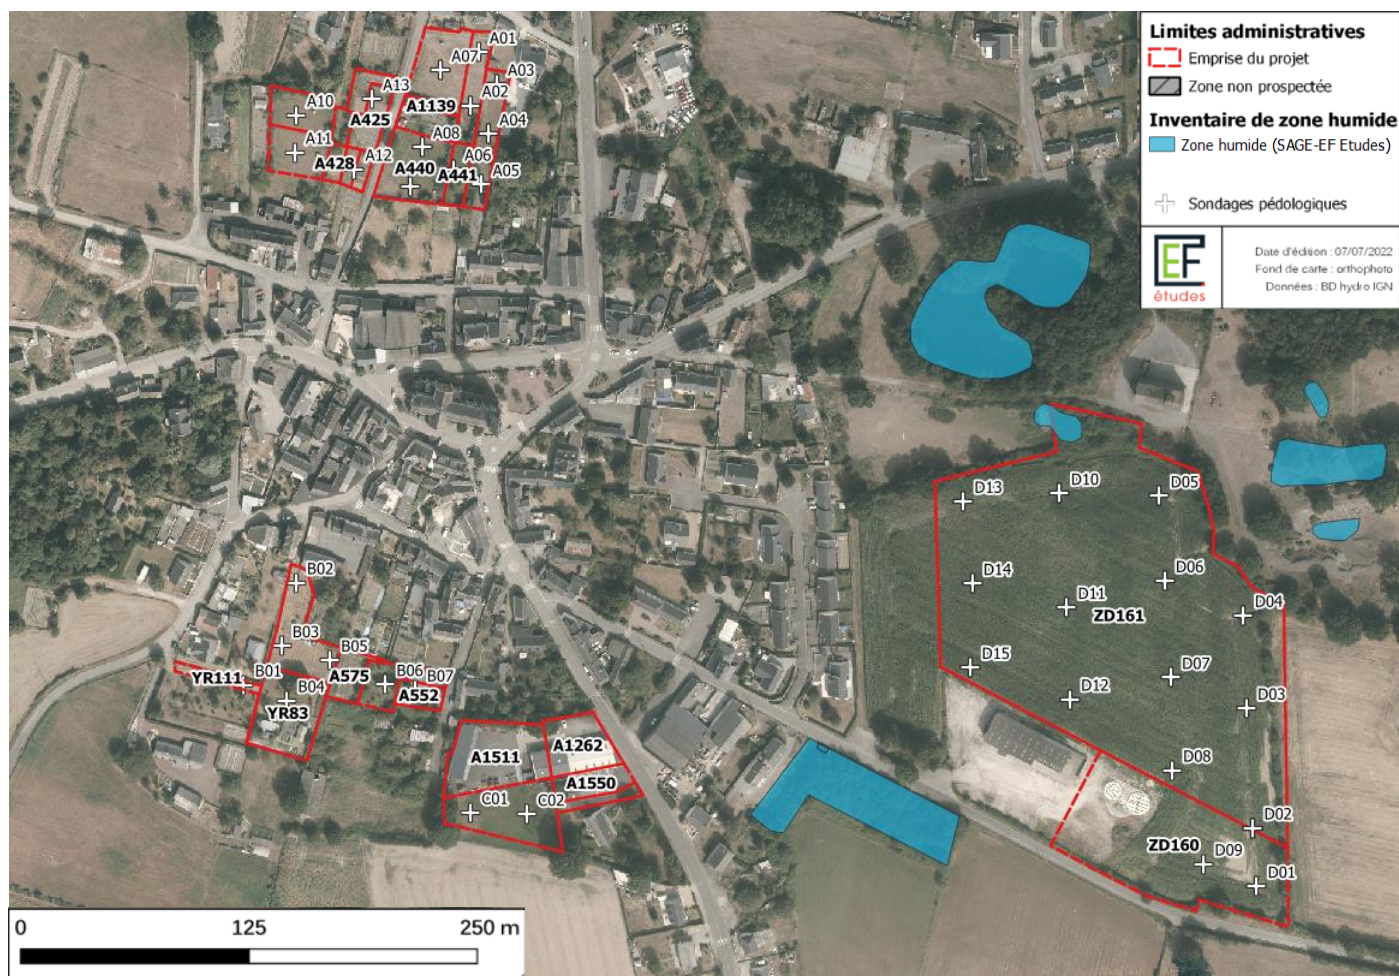 Limites administratives
Emprise du projet
Zone non prospectée
Inventaire de zone humide
Zone humide (SAGE-EF Etudes)
Sondages pédologiques
EF
études
Date d'édition : 07/07/2022
Fond de carte : orthophoto
Données : BD hydro IGN
A01
A07
A03
A13
A02
A10
A1139
A425
A04
A08
A11
A06
A12
A428
A440
A441
A05
D13
D10
D05
B02
D14
D06
D11
D04
ZD161
B03
B05
D15
D07
B01
YR111
A575
B06
B07
B04
A552
YR83
D12
D03
A1511
A1262
D08
A1550
C01
C02
D02
ZD160
D09
D01
0
125
250 m